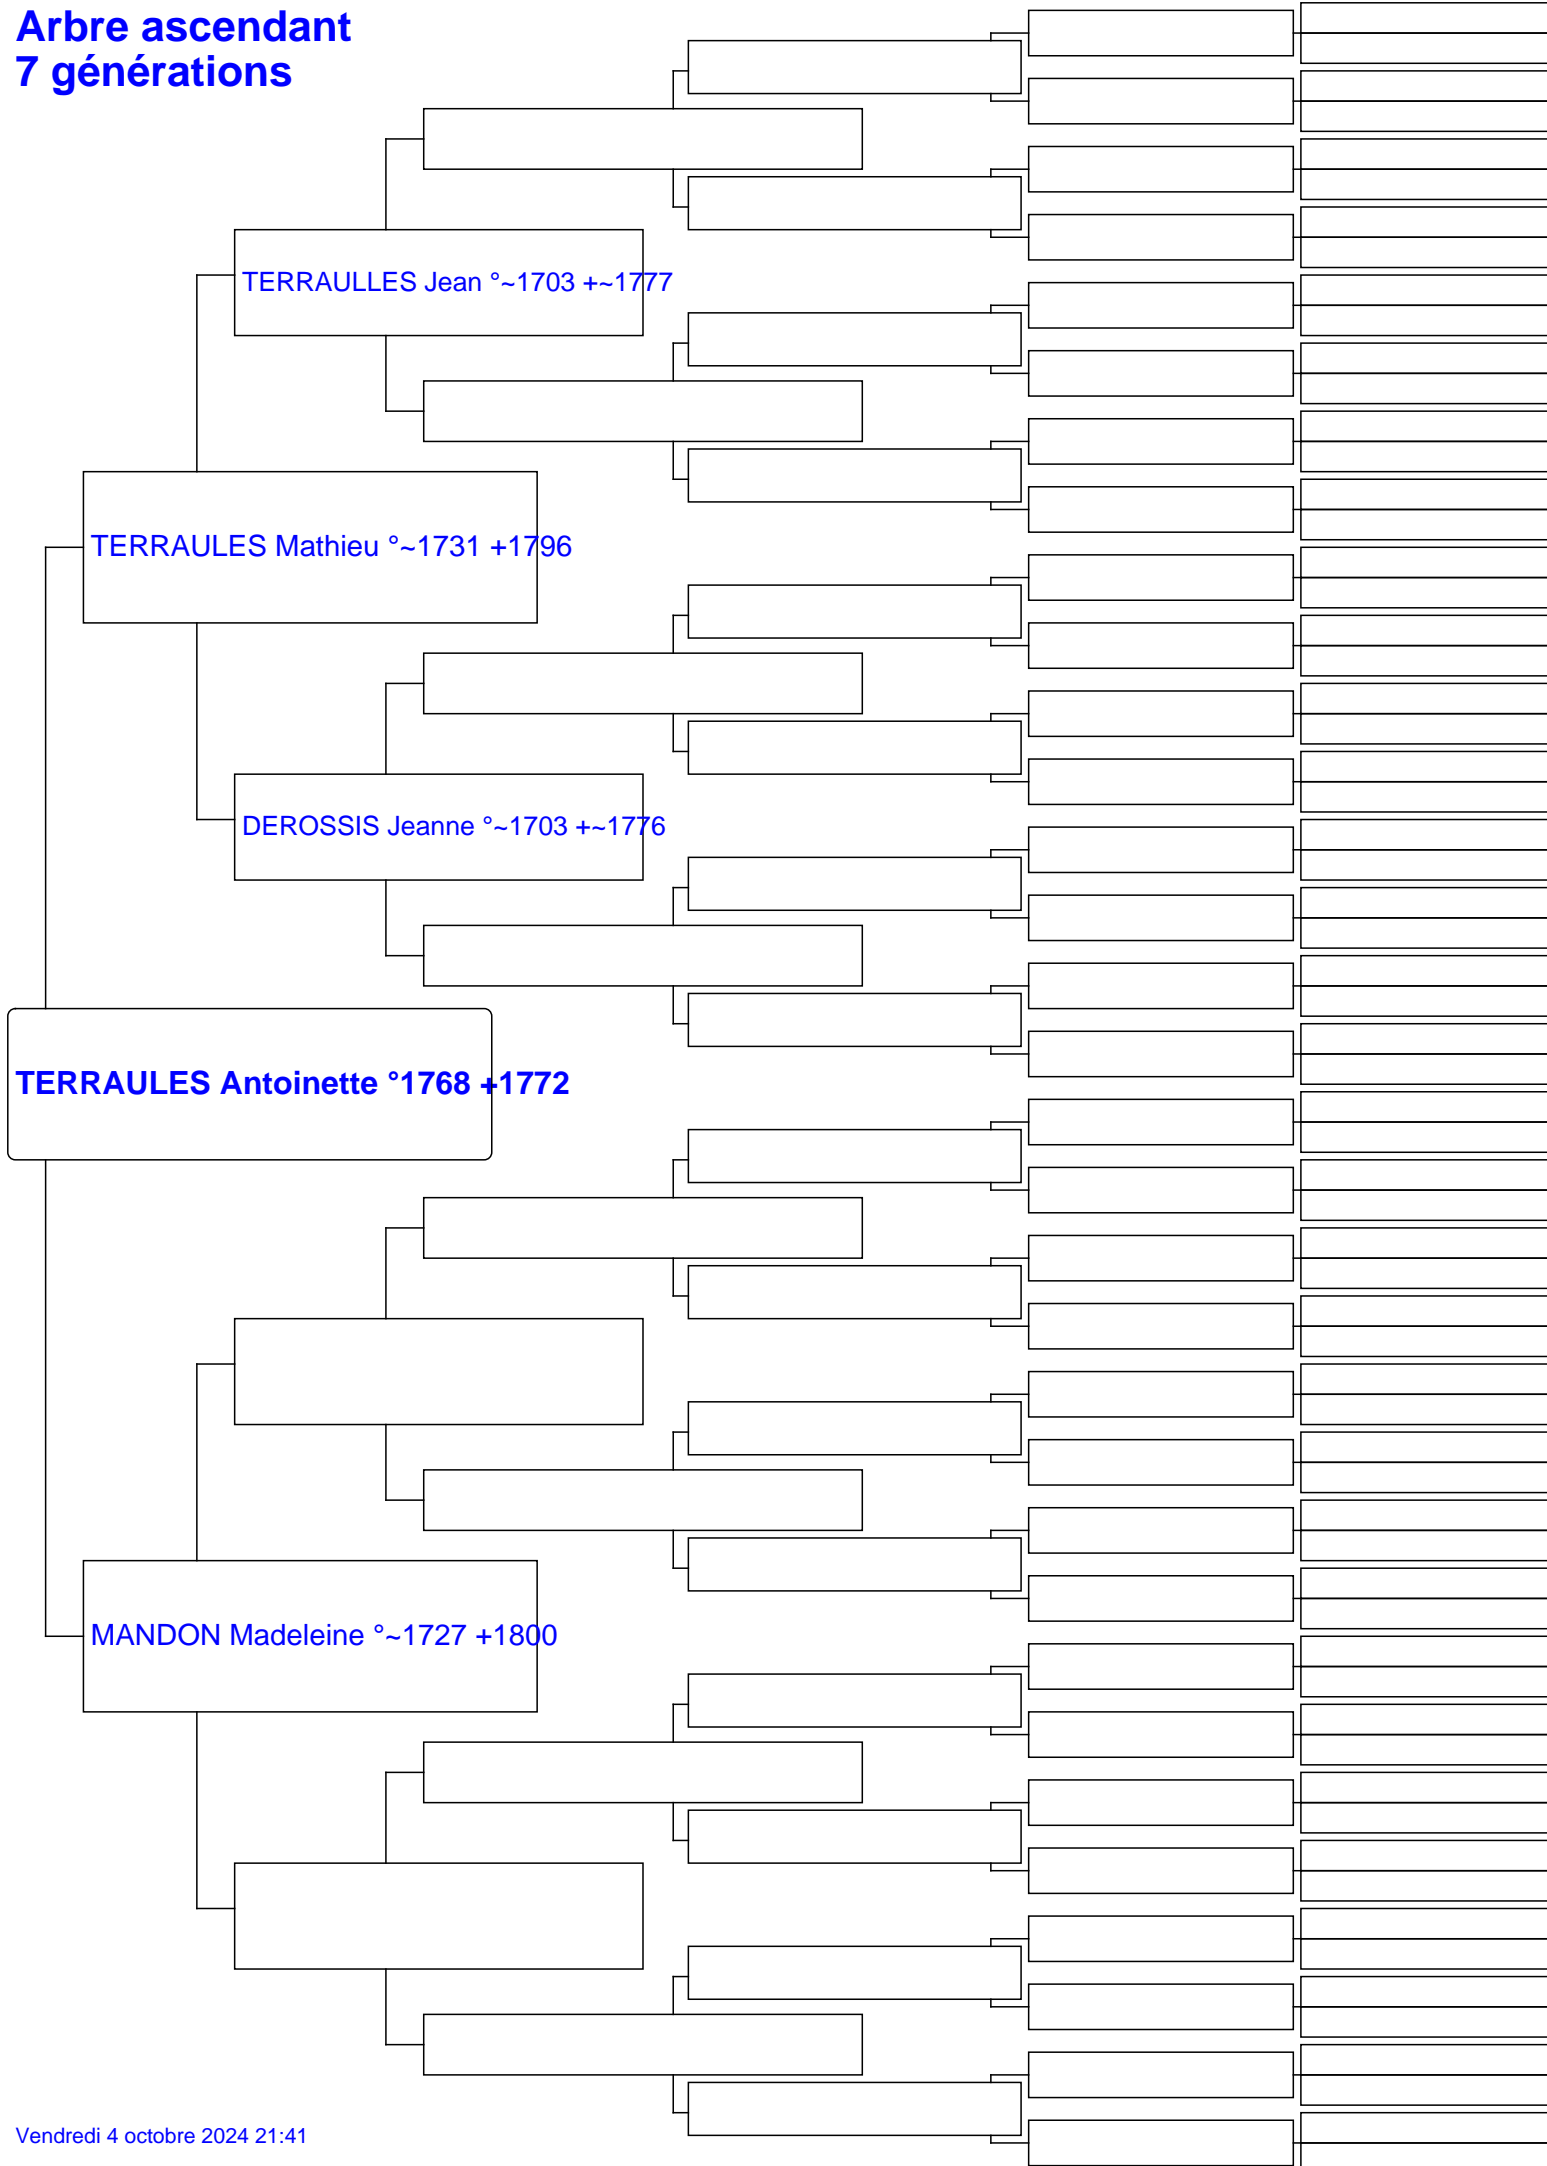 Arbre ascendant
7 générations
TERRAULLES Jean °~1703 +~1777
TERRAULES Mathieu °~1731 +1796
DEROSSIS Jeanne °~1703 +~1776
TERRAULES Antoinette °1768 +1772
MANDON Madeleine °~1727 +1800
Vendredi 4 octobre 2024 21:41